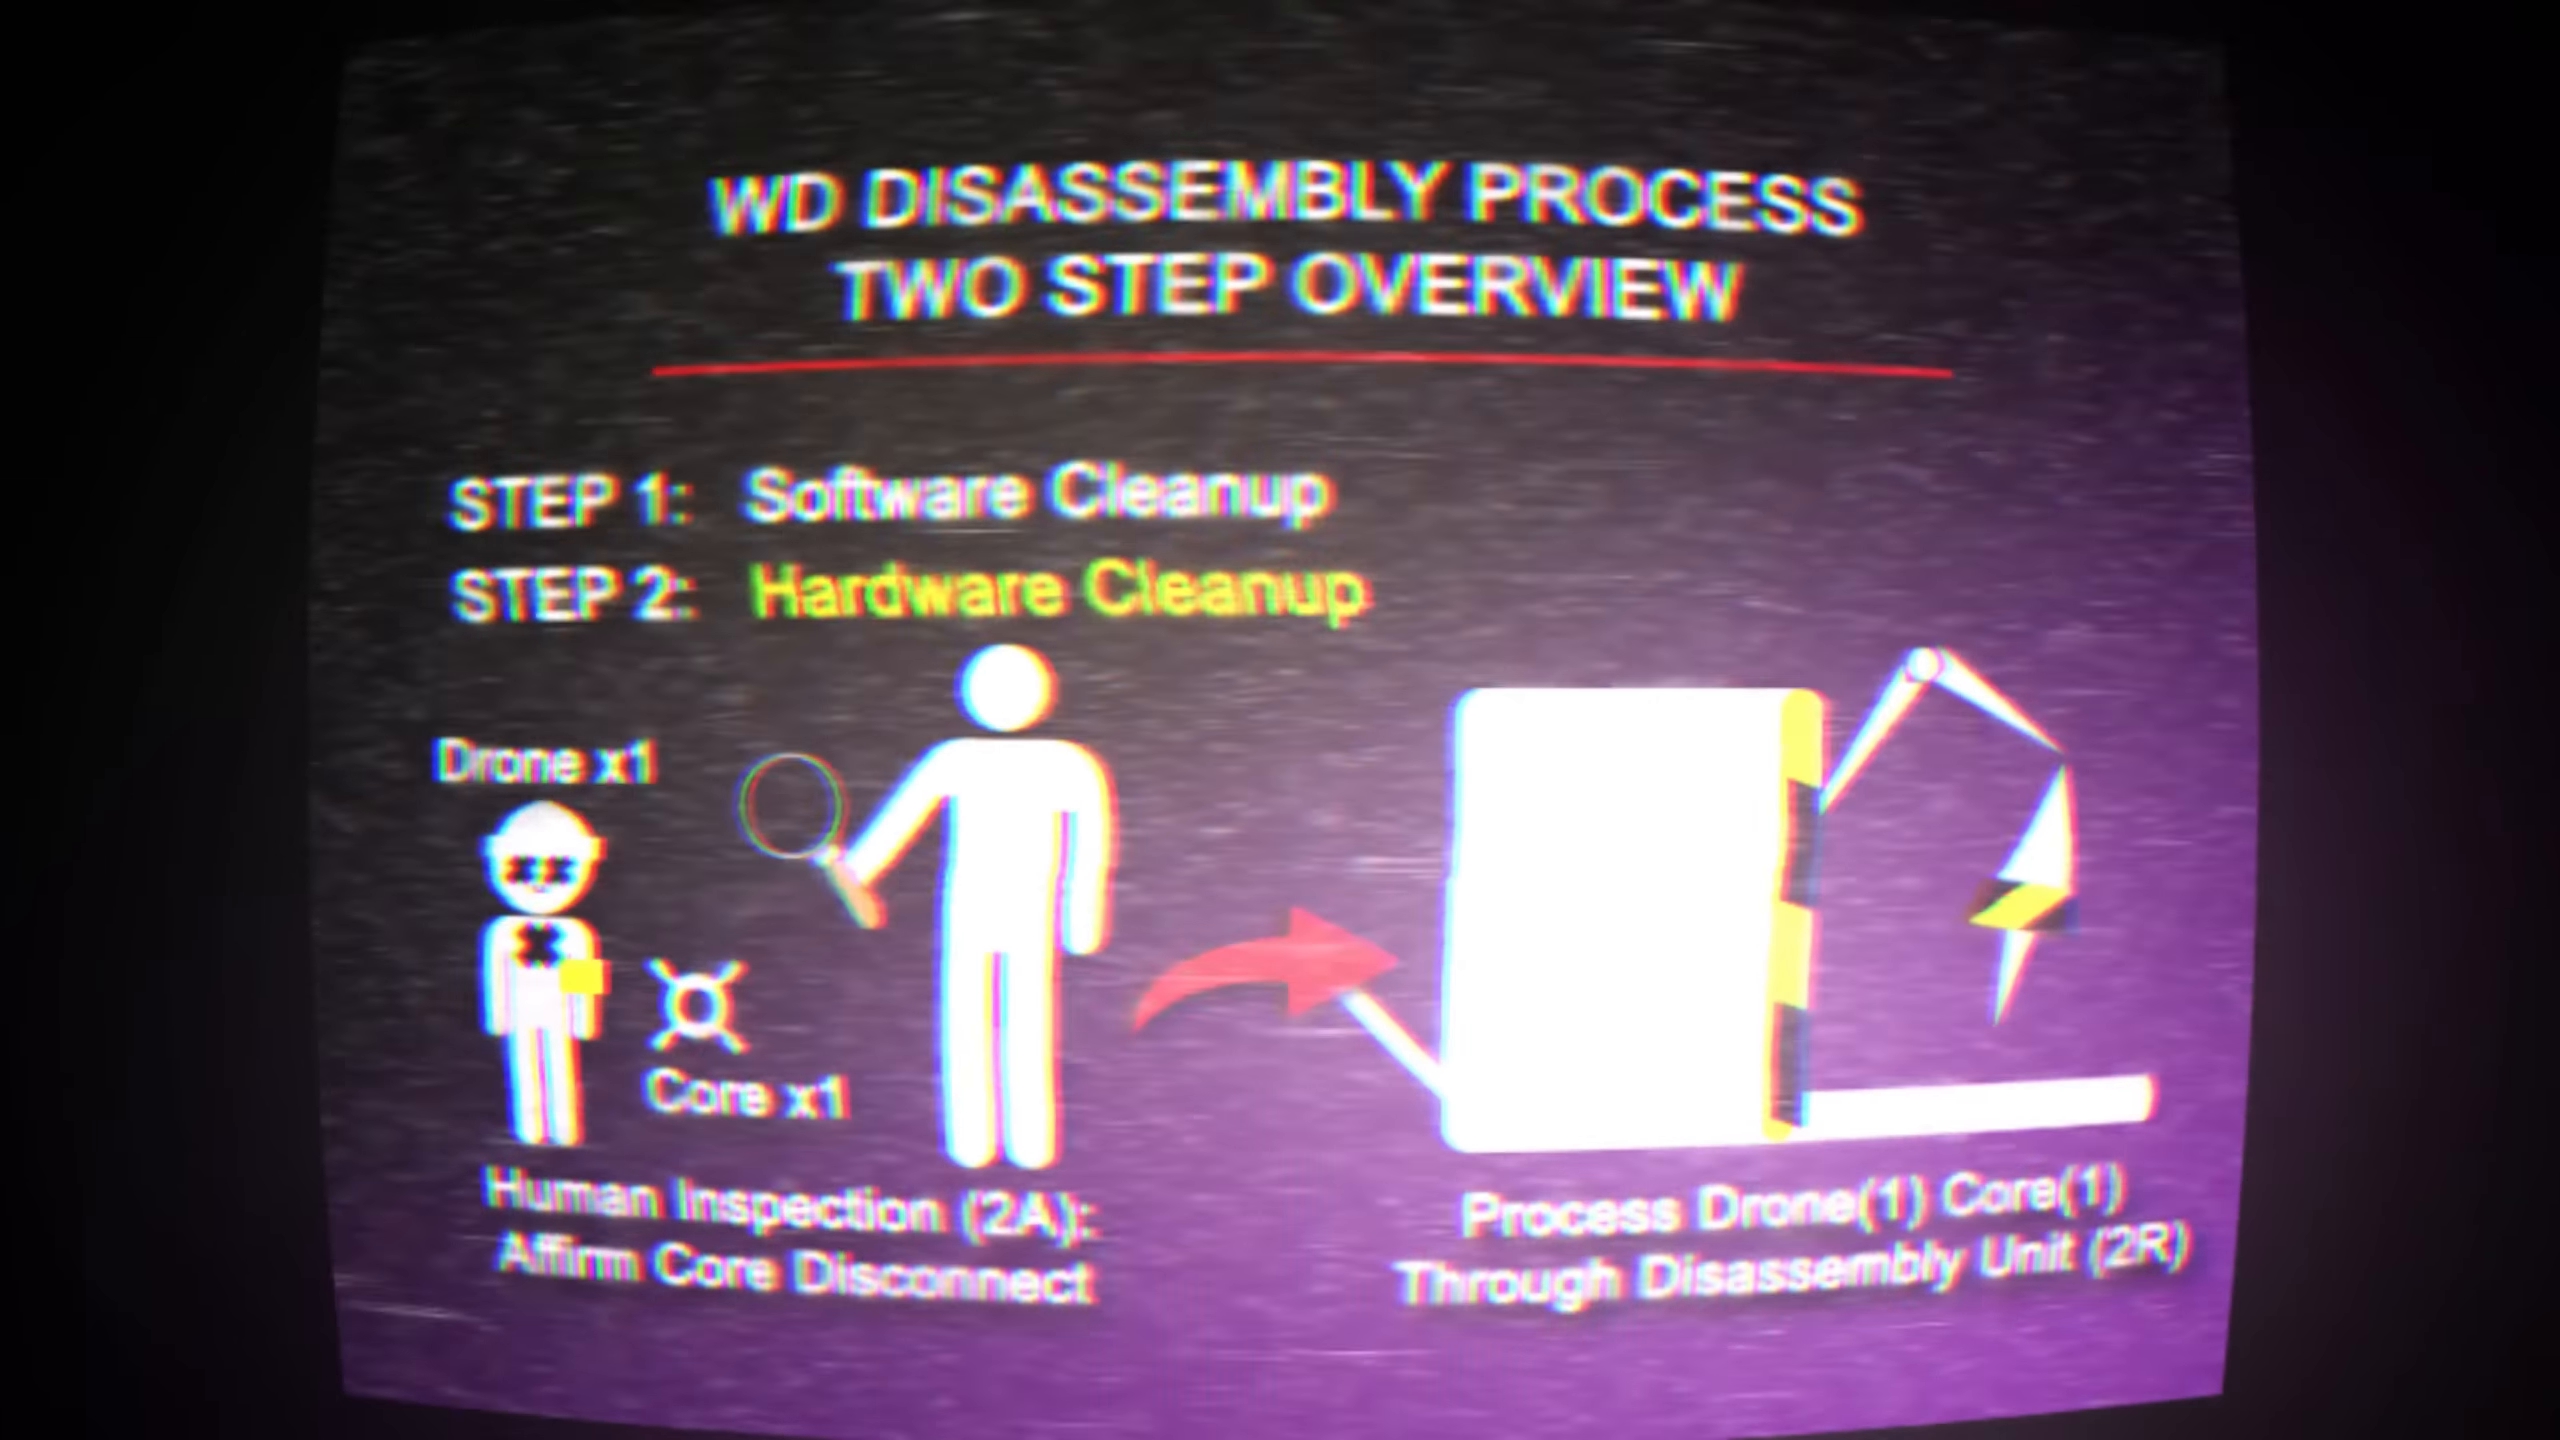 WD DISASSEMBLY PROCESS
TWO STEP OVERVIEW
STEP 1: Software Cleanup
STEP 2: Hardware Cleanup
Drone x1
Core x1
Human Inspection (2A):
Affirm Core Disconnect
Process Drone(1) Core(1)
Through Disassembly Unit (2R)